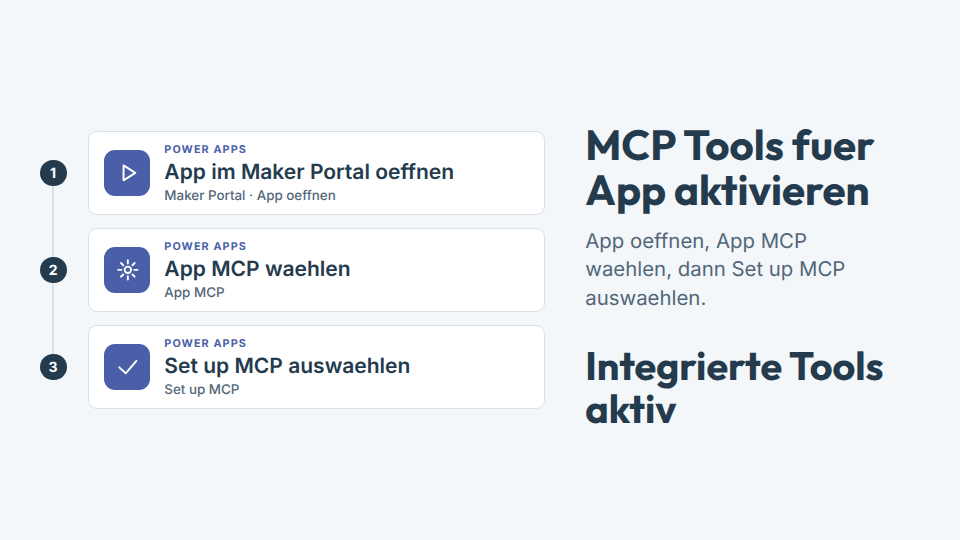 1
POWER APPS
App im Maker Portal oeffnen
Maker Portal · App oeffnen
2
POWER APPS
App MCP waehlen
App MCP
3
POWER APPS
Set up MCP auswaehlen
Set up MCP
MCP Tools fuer
App aktivieren
App oeffnen, App MCP
waehlen, dann Set up MCP
auswaehlen.
Integrierte Tools
aktiv